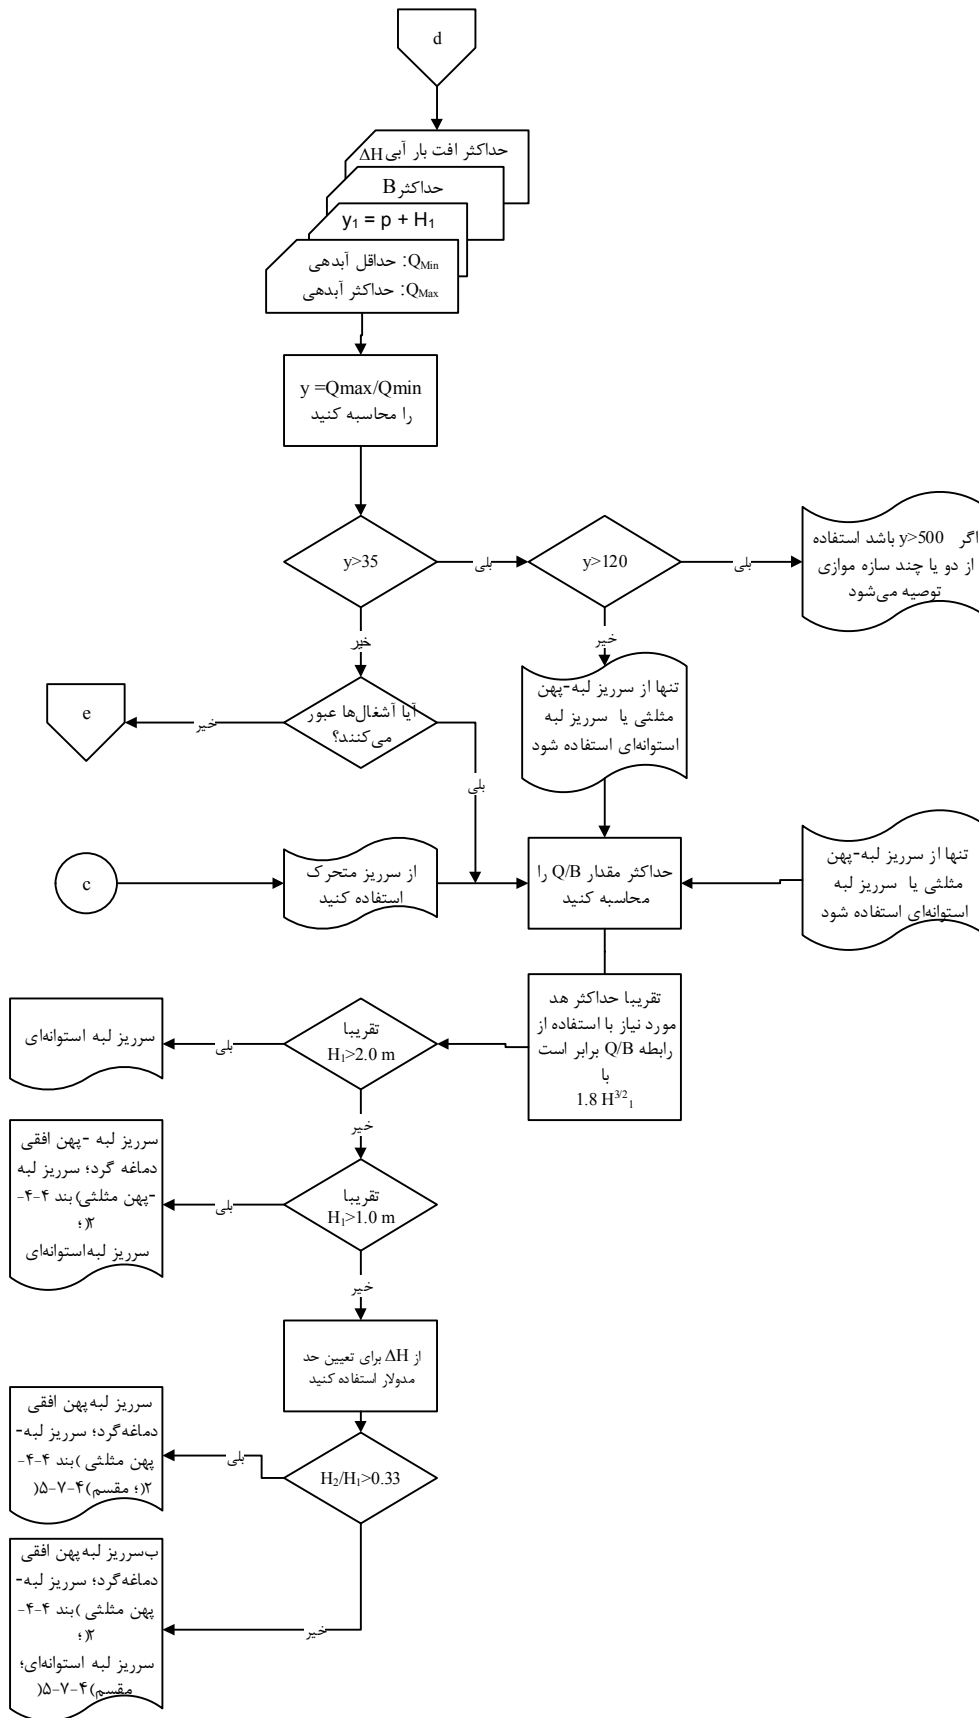 d
حداکثر افت بار آبی ΔH
حداکثر B
y₁ = p + H₁
Q_Min: حداقل آبدهی
Q_Max: حداکثر آبدهی
y =Qmax/Qmin
را محاسبه کنید
y>35
بلی
y>120
بلی
اگر y>500 باشد استفاده
از دو یا چند سازه موازی
توصیه می‌شود
خیر
خیر
تنها از سرریز لبه-پهن
مثلثی یا سرریز لبه
استوانه‌ای استفاده شود
آیا آشغال‌ها عبور
می‌کنند؟
خیر
e
بلی
c
از سرریز متحرک
استفاده کنید
حداکثر مقدار Q/B را
محاسبه کنید
تنها از سرریز لبه-پهن
مثلثی یا سرریز لبه
استوانه‌ای استفاده شود
تقریبا حداکثر هد
مورد نیاز با استفاده از
رابطه Q/B برابر است
با
1.8 H^3/2₁
تقریبا
H₁>2.0 m
بلی
سرریز لبه استوانه‌ای
خیر
تقریبا
H₁>1.0 m
بلی
سرریز لبه -پهن افقی
دماغه گرد؛ سرریز لبه
-پهن مثلثی)بند ۴-۴-
۲(؛
سرریز لبه استوانه‌ای
خیر
از ΔH برای تعیین حد
مدولار استفاده کنید
H₂/H₁>0.33
بلی
سرریز لبه پهن افقی
دماغه گرد؛ سرریز لبه-
پهن مثلثی )بند ۴-۴-
۲(؛ مقسم)۴-۷-۵(
خیر
بسرریز لبه پهن افقی
دماغه گرد؛ سرریز لبه-
پهن مثلثی )بند ۴-۴-
۲(؛
سرریز لبه استوانه‌ای؛
مقسم)۴-۷-۵(